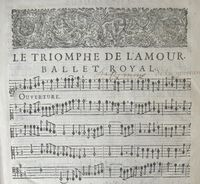 LE TRIOMPHE DE L'AMOUR.
BALLET ROYAL.
OUVERTURE.